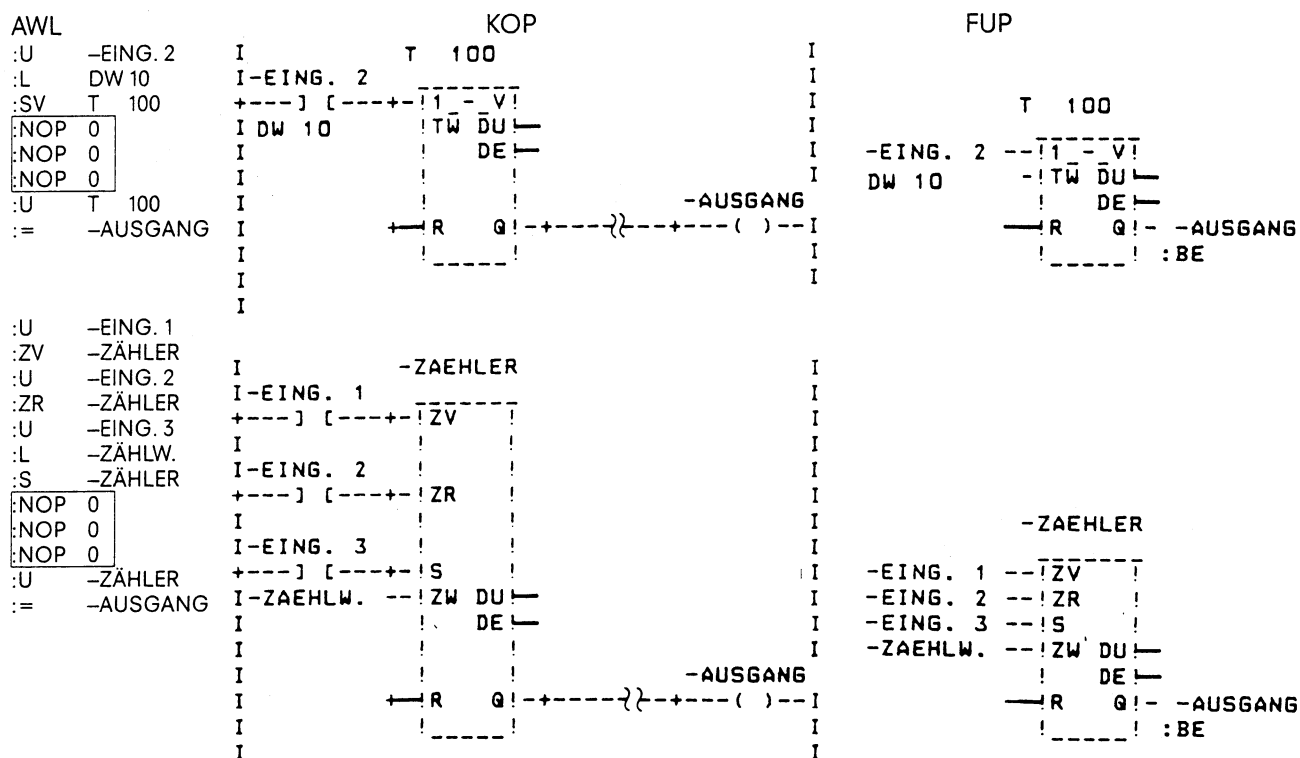 AWL KOP FUP
:U –EING. 2
:L DW 10
:SV T 100
:NOP 0
:NOP 0
:NOP 0
:U T 100
:= –AUSGANG
T 100
-EING. 2
1 - V
DW 10
TW DU
DE
-AUSGANG
R Q
T 100
-EING. 2
1 - V
DW 10
TW DU
DE
R Q
-AUSGANG
:BE
:U –EING. 1
:ZV –ZÄHLER
:U –EING. 2
:ZR –ZÄHLER
:U –EING. 3
:L –ZÄHLW.
:S –ZÄHLER
:NOP 0
:NOP 0
:NOP 0
:U –ZÄHLER
:= –AUSGANG
-ZAEHLER
-EING. 1
ZV
-EING. 2
ZR
-EING. 3
S
-ZAEHLW.
ZW DU
DE
-AUSGANG
R Q
-ZAEHLER
-EING. 1
ZV
-EING. 2
ZR
-EING. 3
S
-ZAEHLW.
ZW DU
DE
R Q
-AUSGANG
:BE